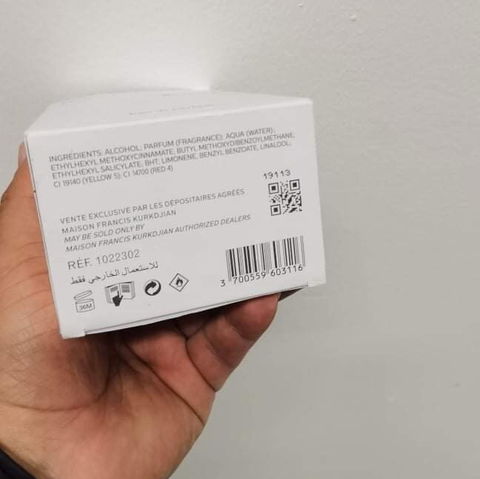 INGREDIENTS: ALCOHOL, PARFUM (FRAGRANCE), AQUA (WATER),
ETHYLHEXYL METHOXYCINNAMATE, BUTYL METHOXYDIBENZOYLMETHANE,
ETHYLHEXYL SALICYLATE, BHT, LIMONENE, BENZYL BENZOATE, LINALOOL,
CI 19140 (YELLOW 5), CI 14700 (RED 4)
19113
VENTE EXCLUSIVE PAR LES DÉPOSITAIRES AGRÉÉS
MAISON FRANCIS KURKDJIAN
MAY BE SOLD ONLY BY
MAISON FRANCIS KURKDJIAN AUTHORIZED DEALERS
RÉF. 1022302
للاستعمال الخارجي فقط
36M
3 700559 603116